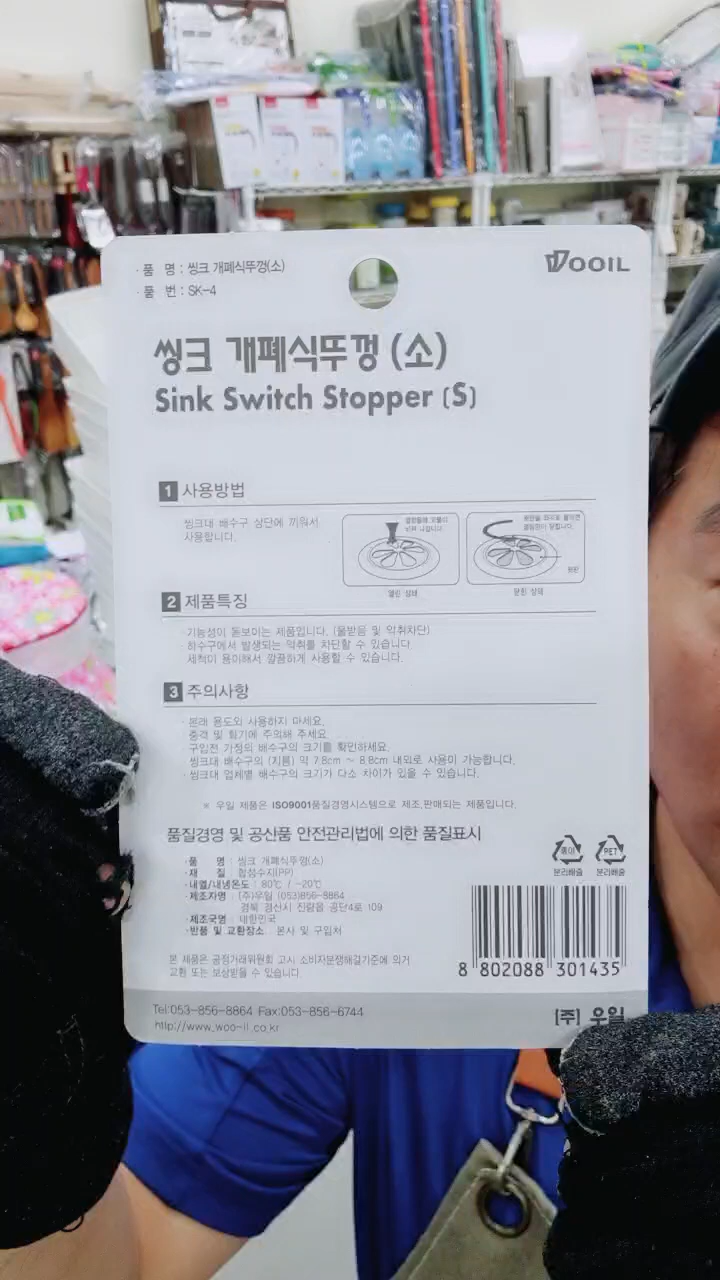 · 품 명 : 씽크 개폐식뚜껑(소)
· 품 번 : SK-4
WOOIL
씽크 개폐식뚜껑 (소)
Sink Switch Stopper (S)
1 사용방법
씽크대 배수구 상단에 끼워서
사용합니다.
열린 상태
닫힌 상태
2 제품특징
· 기능성이 돋보이는 제품입니다. (물받음 및 악취차단)
· 하수구에서 발생되는 악취를 차단할 수 있습니다.
· 세척이 용이해서 깔끔하게 사용할 수 있습니다.
3 주의사항
· 본래 용도외 사용하지 마세요.
· 충격 및 화기에 주의해 주세요.
· 구입전 가정의 배수구의 크기를 확인하세요.
씽크대 배수구의 (지름) 약 7.8cm ~ 8.8cm 내외로 사용이 가능합니다.
· 씽크대 업체별 배수구의 크기가 다소 차이가 있을 수 있습니다.
※ 우일 제품은 ISO9001품질경영시스템으로 제조,판매되는 제품입니다.
품질경영 및 공산품 안전관리법에 의한 품질표시
· 품 명 : 씽크 개폐식뚜껑(소)
· 재 질 : 합성수지(PP)
· 내열/내냉온도 : 80℃ / -20℃
· 제조자명 : (주)우일 (053)856-8864
경북 경산시 진량읍 공단4로 109
· 제조국명 : 대한민국
· 반품 및 교환장소 : 본사 및 구입처
종이 PET
분리배출 분리배출
본 제품은 공정거래위원회 고시 소비자분쟁해결기준에 의거
교환 또는 보상받을 수 있습니다.
8 802088 301435
Tel:053-856-8864 Fax:053-856-6744
http://www.woo-il.co.kr
[주] 우일